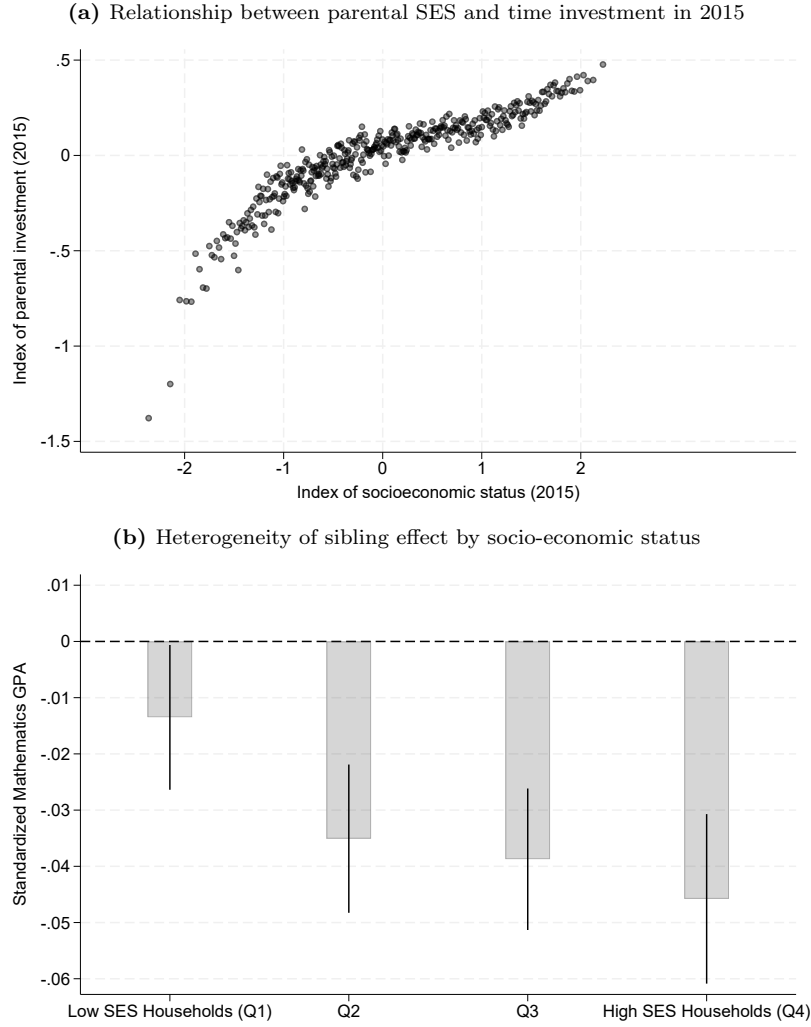 (a) Relationship between parental SES and time investment in 2015
.5
0
-.5
-1
-1.5
Index of parental investment (2015)
-2 -1 0 1 2
Index of socioeconomic status (2015)
(b) Heterogeneity of sibling effect by socio-economic status
.01
0
-.01
-.02
-.03
-.04
-.05
-.06
Standardized Mathematics GPA
Low SES Households (Q1) Q2 Q3 High SES Households (Q4)